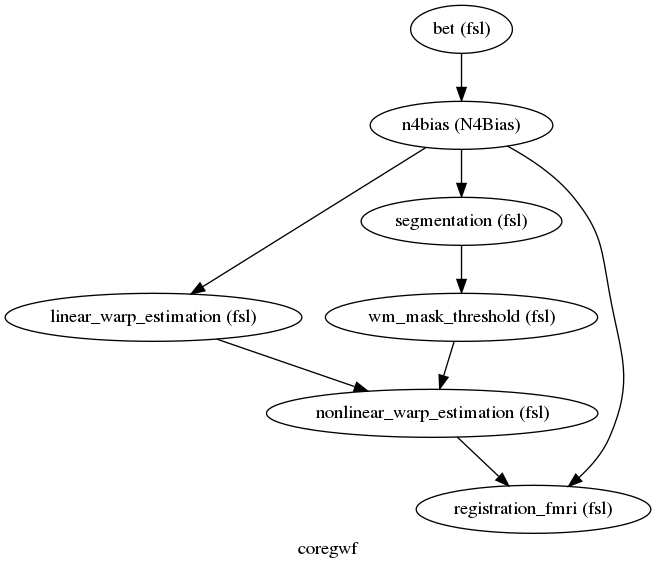 bet (fsl)
n4bias (N4Bias)
segmentation (fsl)
linear_warp_estimation (fsl)
wm_mask_threshold (fsl)
nonlinear_warp_estimation (fsl)
registration_fmri (fsl)
coregwf